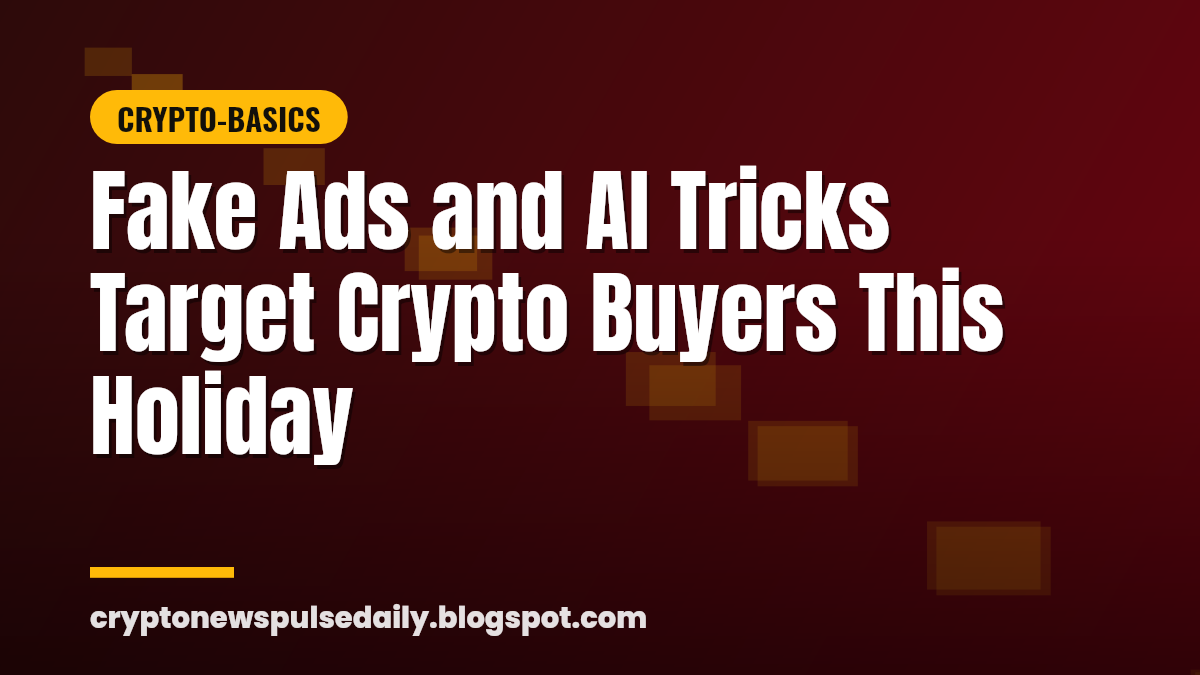 CRYPTO-BASICS
Fake Ads and AI Tricks
Target Crypto Buyers This
Holiday
cryptonewspulsedaily.blogspot.com